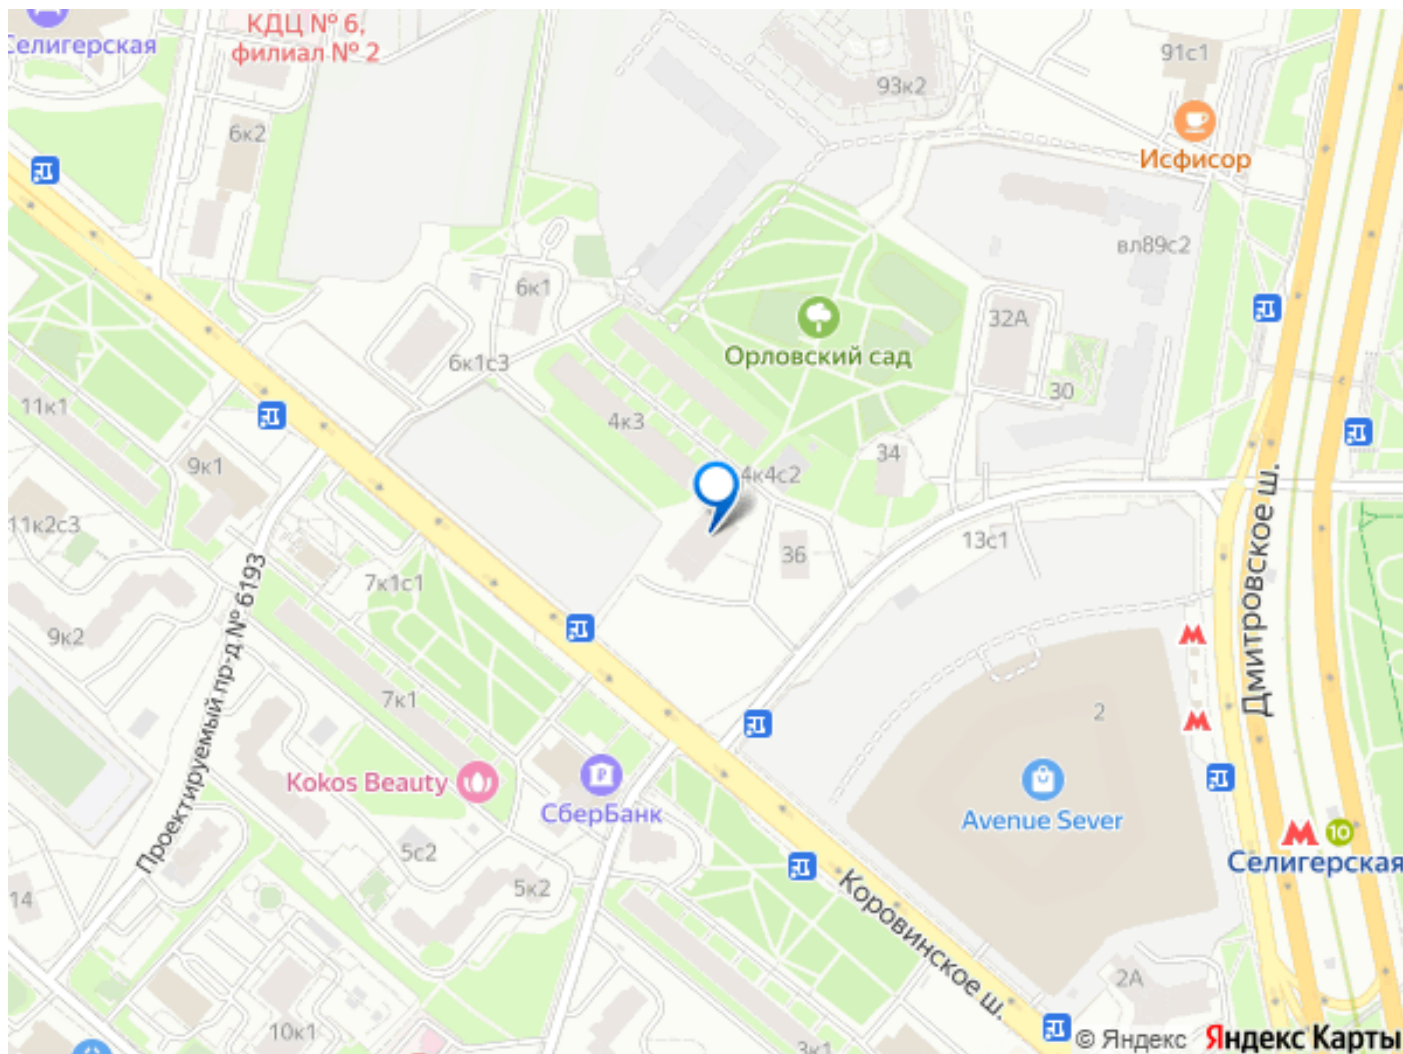 Селигерская
КДЦ № 6,
филиал № 2
91с1
93к2
6к2
Исфисор
вл89с2
6к1
32А
Орловский сад
6к1с3
30
11к1
4к3
34
9к1
4к4с2
11к2с3
13с1
36
7к1с1
Проектируемый пр-д № 6193
9к2
Дмитровское ш.
7к1
2
Kokos Beauty
СберБанк
Avenue Sever
10
Селигерская
5с2
5к2
14
Коровинское ш.
2А
10к1
3к1
© Яндекс Яндекс Карты